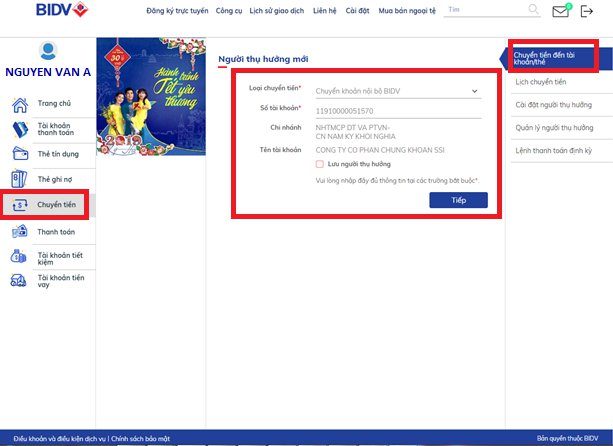 BIDV
Đăng ký trực tuyến Công cụ Lịch sử giao dịch Liên hệ Cài đặt Mua bán ngoại tệ Tìm
NGUYEN VAN A
Trang chủ
Tài khoản
thanh toán
Thẻ tín dụng
Thẻ ghi nợ
Chuyển tiền
Thanh toán
Tài khoản tiết
kiệm
Tài khoản tiền
vay
Hành trình
Tết yêu
thương
2018
Người thụ hưởng mới
Loại chuyển tiền* Chuyển khoản nội bộ BIDV
Số tài khoản* 11910000051570
Chi nhánh NHTMCP DT VA PTVN-
CN NAM KY KHOI NGHIA
Tên tài khoản CONG TY CO PHAN CHUNG KHOAN SSI
Lưu người thụ hưởng
Vui lòng nhập đầy đủ thông tin tại các trường bắt buộc*.
Tiếp
Chuyển tiền đến tài
khoản/thẻ
Lịch chuyển tiền
Cài đặt người thụ hưởng
Quản lý người thụ hưởng
Lệnh thanh toán định kỳ
Điều khoản và điều kiện dịch vụ | Chính sách bảo mật
Bản quyền thuộc BIDV